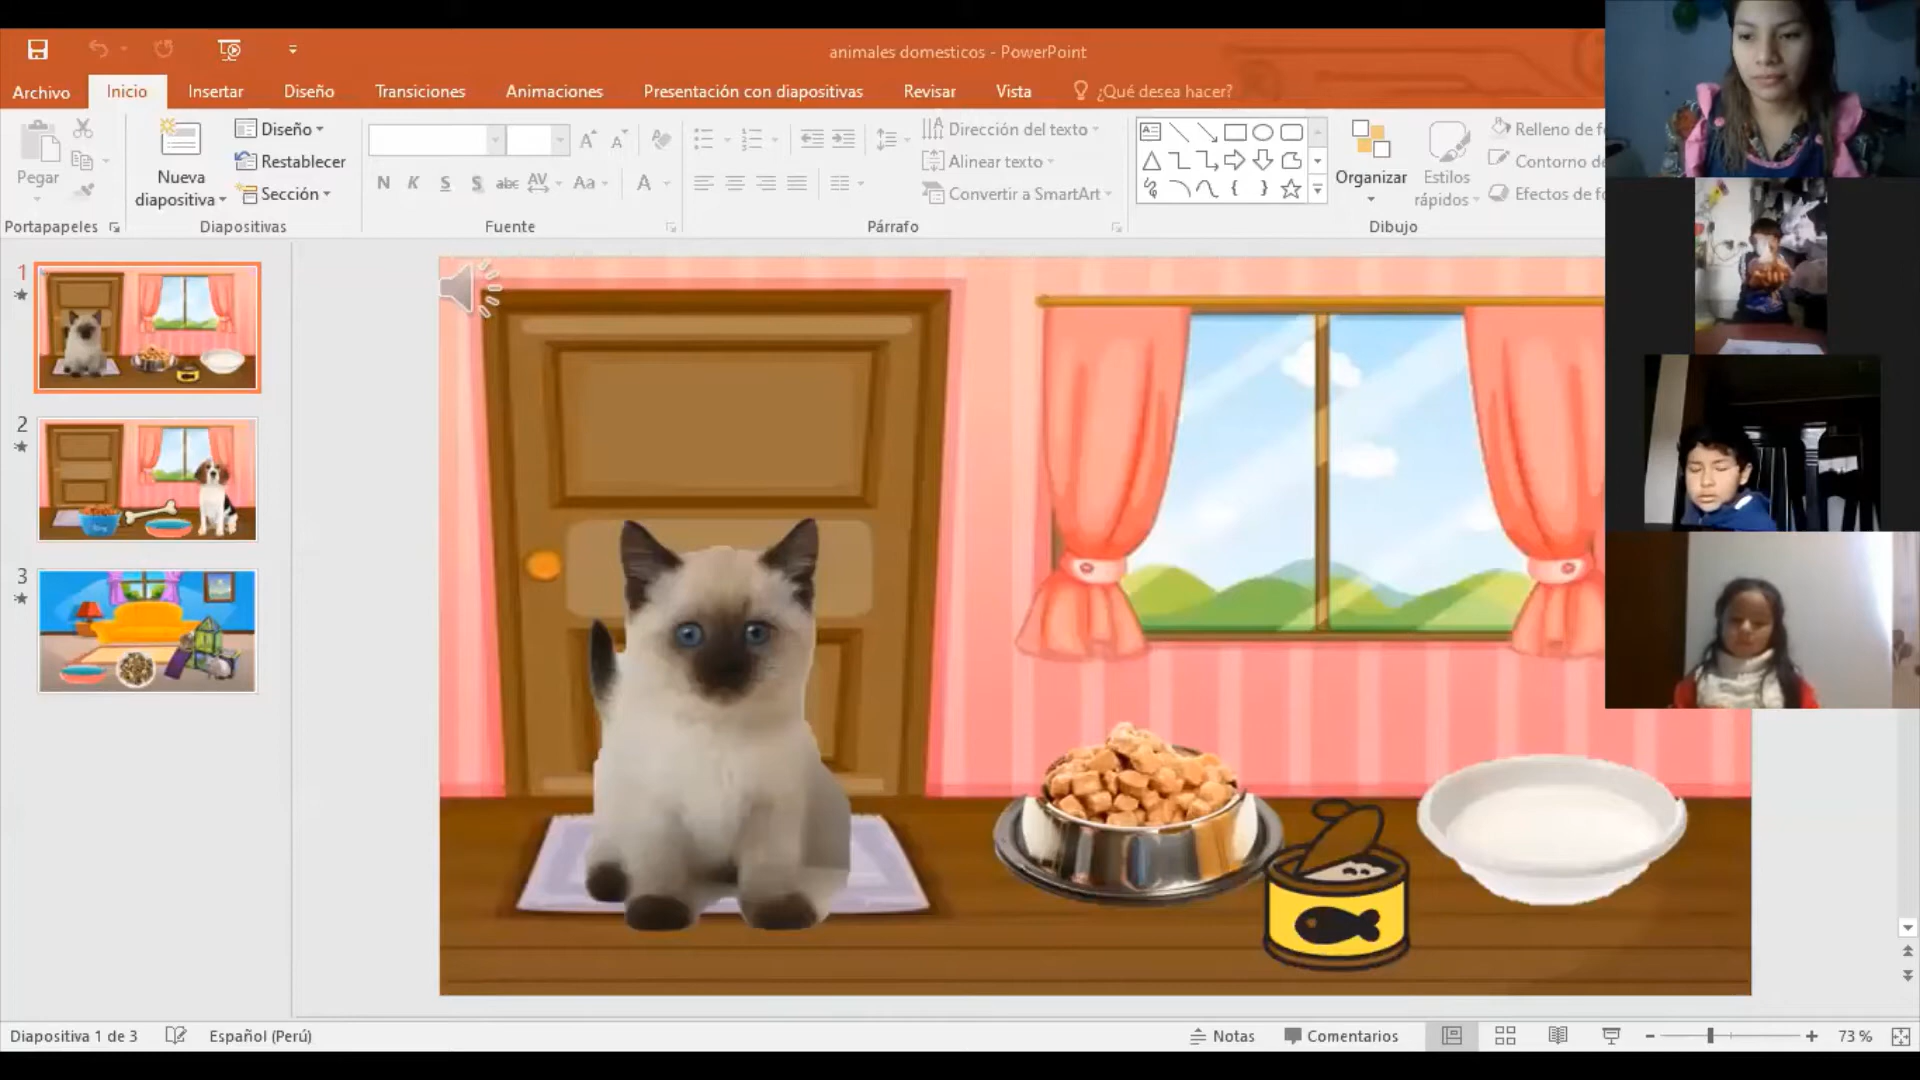 animales domesticos - PowerPoint
Archivo Inicio Insertar Diseño Transiciones Animaciones Presentación con diapositivas Revisar Vista ¿Qué desea hacer?
Pegar
Portapapeles
Nueva diapositiva
Diseño
Restablecer
Sección
Diapositivas
N K S S abc AV Aa A
Fuente
Dirección del texto
Alinear texto
Convertir a SmartArt
Párrafo
Organizar
Estilos rápidos
Relleno de f
Contorno d
Efectos de f
Dibujo
1
2
3
Diapositiva 1 de 3 Español (Perú) Notas Comentarios 73 %